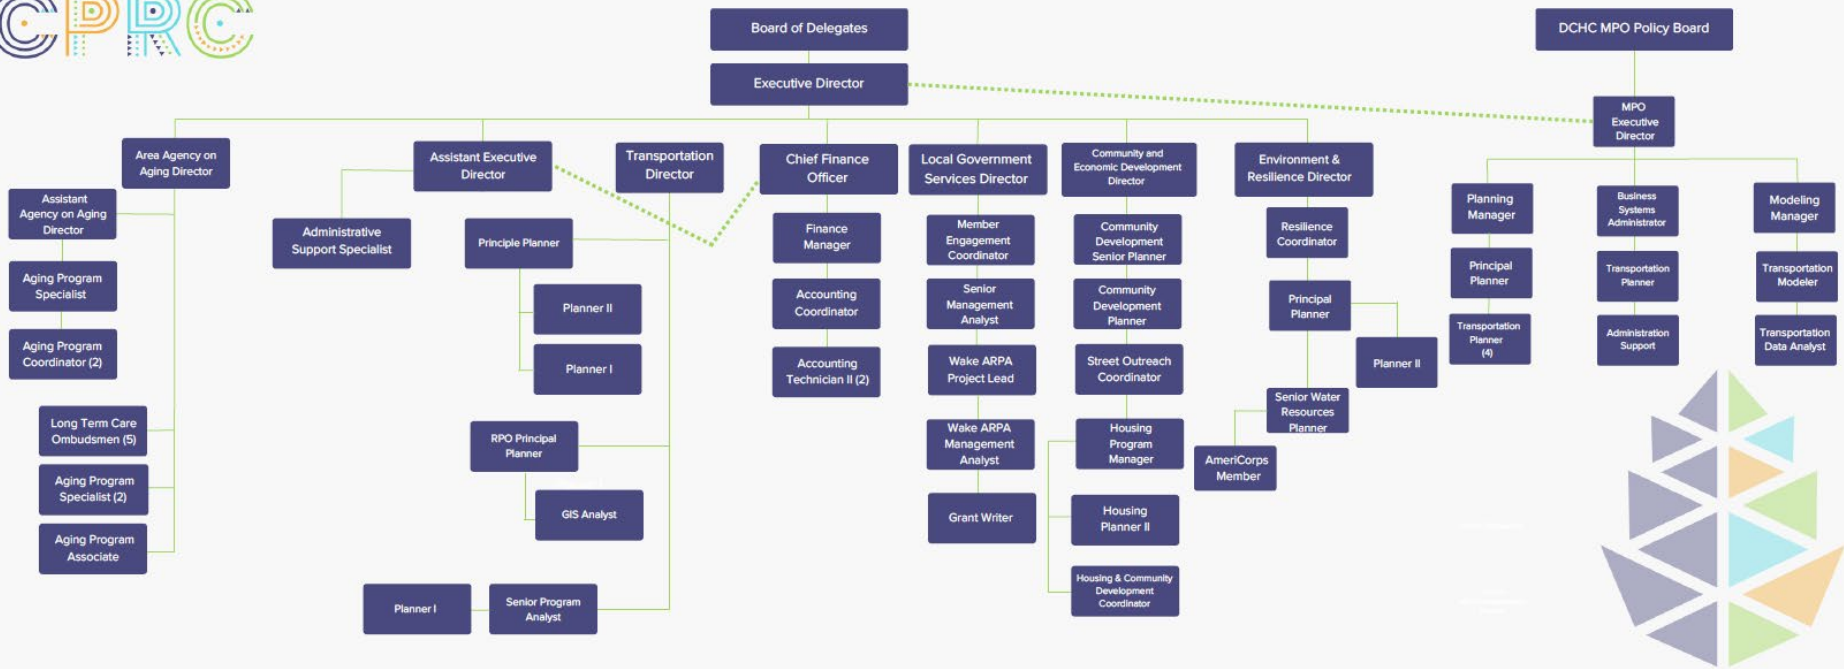 CPRC
Board of Delegates
DCHC MPO Policy Board
Executive Director
MPO
Executive
Director
Area Agency on
Aging Director
Assistant Executive
Director
Transportation
Director
Chief Finance
Officer
Local Government
Services Director
Community and
Economic Development
Director
Environment &
Resilience Director
Assistant
Agency on Aging
Director
Aging Program
Specialist
Aging Program
Coordinator (2)
Long Term Care
Ombudsmen (5)
Aging Program
Specialist (2)
Aging Program
Associate
Administrative
Support Specialist
Principle Planner
Planner II
Planner I
RPO Principal
Planner
GIS Analyst
Planner I
Senior Program
Analyst
Finance
Manager
Accounting
Coordinator
Accounting
Technician II (2)
Member
Engagement
Coordinator
Senior
Management
Analyst
Wake ARPA
Project Lead
Wake ARPA
Management
Analyst
Grant Writer
Community
Development
Senior Planner
Community
Development
Planner
Street Outreach
Coordinator
Housing
Program
Manager
Housing
Planner II
Housing & Community
Development
Coordinator
Resilience
Coordinator
Principal
Planner
Planner II
Senior Water
Resources
Planner
AmeriCorps
Member
Planning
Manager
Principal
Planner
Transportation
Planner
(4)
Business
Systems
Administrator
Transportation
Planner
Administration
Support
Modeling
Manager
Transportation
Modeler
Transportation
Data Analyst